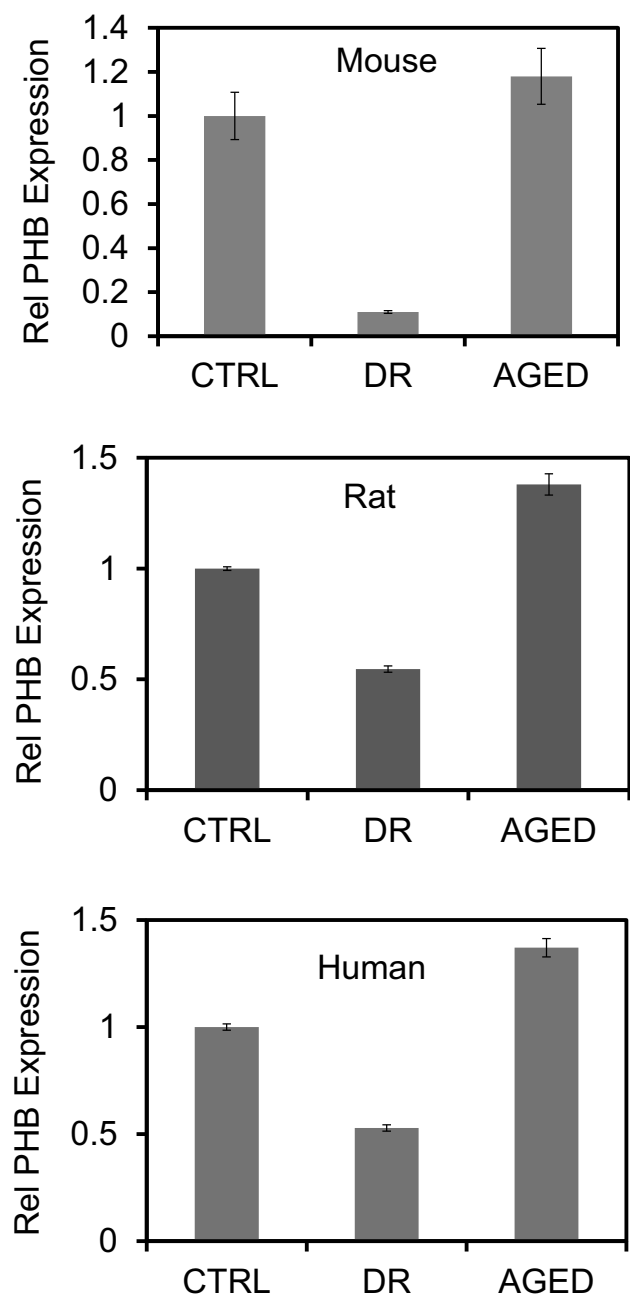 Rel PHB Expression
Mouse
1.4
1.2
1
0.8
0.6
0.4
0.2
0
CTRL DR AGED
Rel PHB Expression
Rat
1.5
1
0.5
0
CTRL DR AGED
Rel PHB Expression
Human
1.5
1
0.5
0
CTRL DR AGED